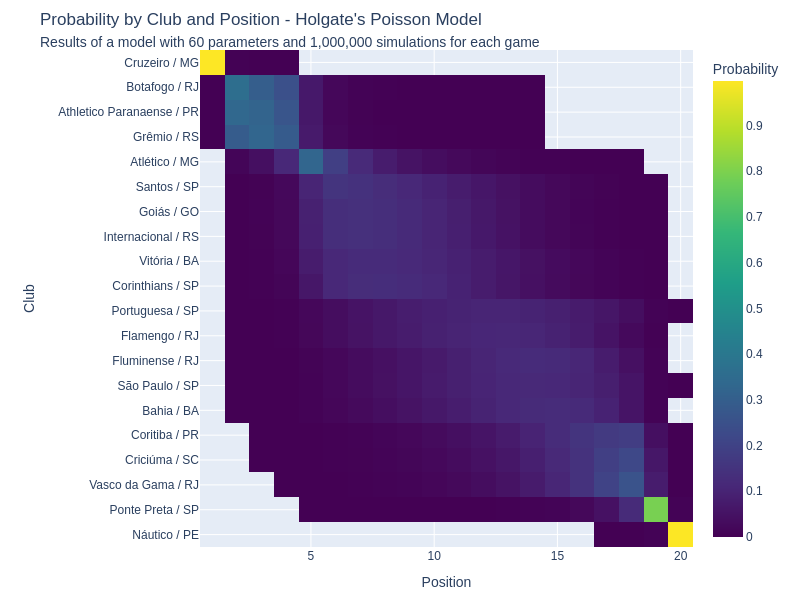 Probability by Club and Position - Holgate's Poisson Model
Results of a model with 60 parameters and 1,000,000 simulations for each game
Probability
Club
Cruzeiro / MG
Botafogo / RJ
Athletico Paranaense / PR
Grêmio / RS
Atlético / MG
Santos / SP
Goiás / GO
Internacional / RS
Vitória / BA
Corinthians / SP
Portuguesa / SP
Flamengo / RJ
Fluminense / RJ
São Paulo / SP
Bahia / BA
Coritiba / PR
Criciúma / SC
Vasco da Gama / RJ
Ponte Preta / SP
Náutico / PE
5 10 15 20
Position
0.9
0.8
0.7
0.6
0.5
0.4
0.3
0.2
0.1
0